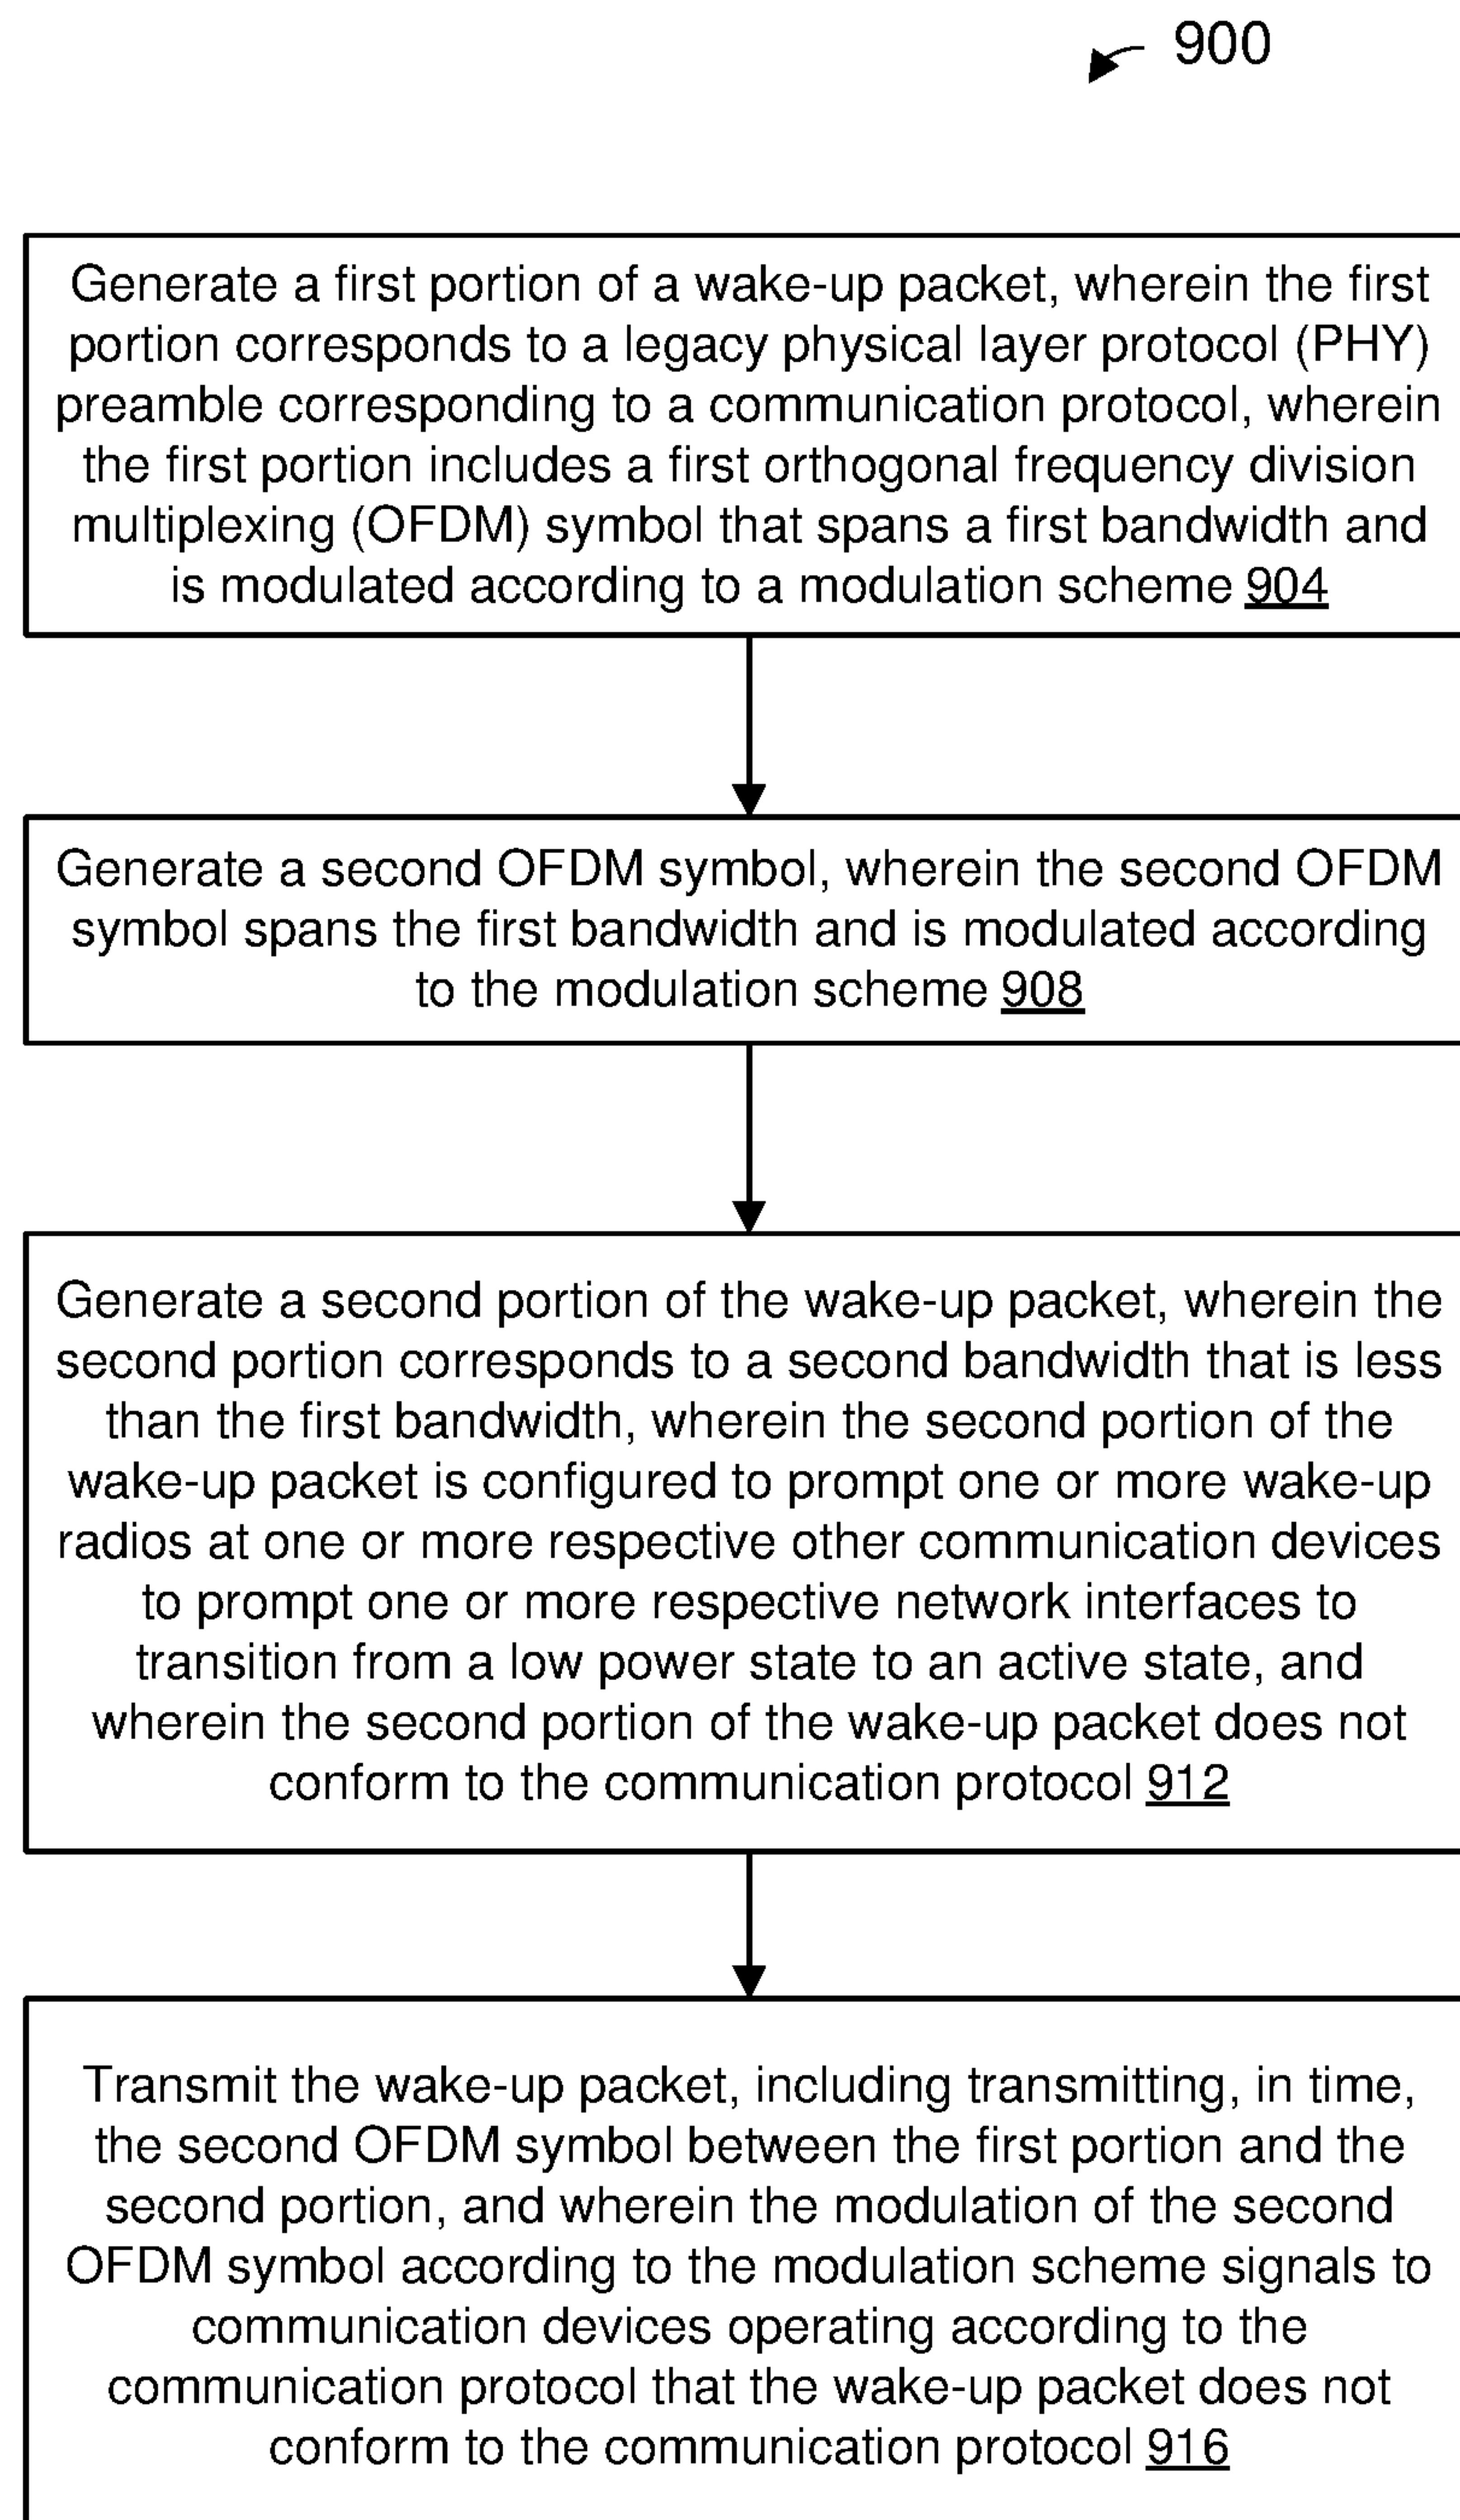 900
Generate a first portion of a wake-up packet, wherein the first
portion corresponds to a legacy physical layer protocol (PHY)
preamble corresponding to a communication protocol, wherein
the first portion includes a first orthogonal frequency division
multiplexing (OFDM) symbol that spans a first bandwidth and
is modulated according to a modulation scheme 904
Generate a second OFDM symbol, wherein the second OFDM
symbol spans the first bandwidth and is modulated according
to the modulation scheme 908
Generate a second portion of the wake-up packet, wherein the
second portion corresponds to a second bandwidth that is less
than the first bandwidth, wherein the second portion of the
wake-up packet is configured to prompt one or more wake-up
radios at one or more respective other communication devices
to prompt one or more respective network interfaces to
transition from a low power state to an active state, and
wherein the second portion of the wake-up packet does not
conform to the communication protocol 912
Transmit the wake-up packet, including transmitting, in time,
the second OFDM symbol between the first portion and the
second portion, and wherein the modulation of the second
OFDM symbol according to the modulation scheme signals to
communication devices operating according to the
communication protocol that the wake-up packet does not
conform to the communication protocol 916